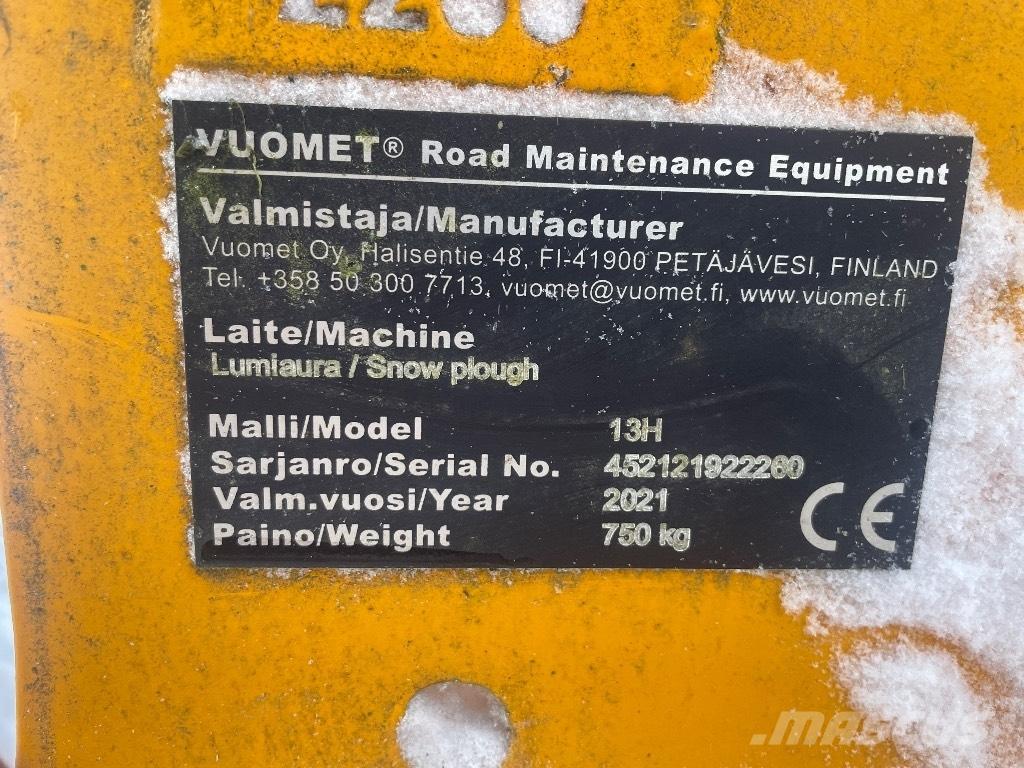 VUOMET® Road Maintenance Equipment
Valmistaja/Manufacturer
Vuomet Oy, Halisentie 48, FI-41900 PETÄJÄVESI, FINLAND
Tel. +358 50 300 7713, vuomet@vuomet.fi, www.vuomet.fi
Laite/Machine
Lumiaura / Snow plough
Malli/Model 13H
Sarjanro/Serial No. 452121922260
Valm.vuosi/Year 2021
Paino/Weight 750 kg
CE
MASCUS